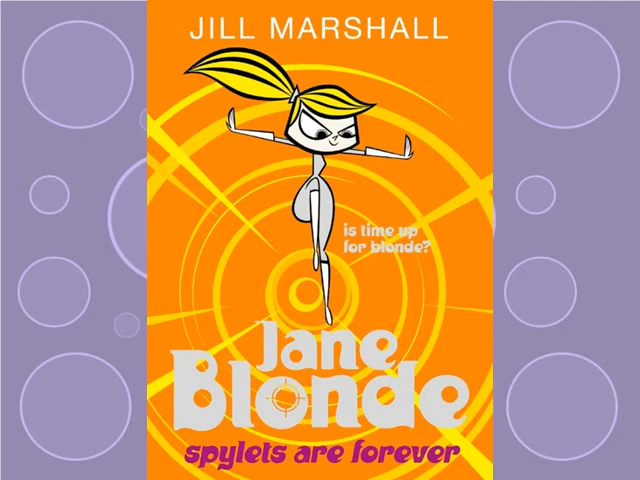 JILL MARSHALL
is time up
for blonde?
Jane
Blonde
spylets are forever